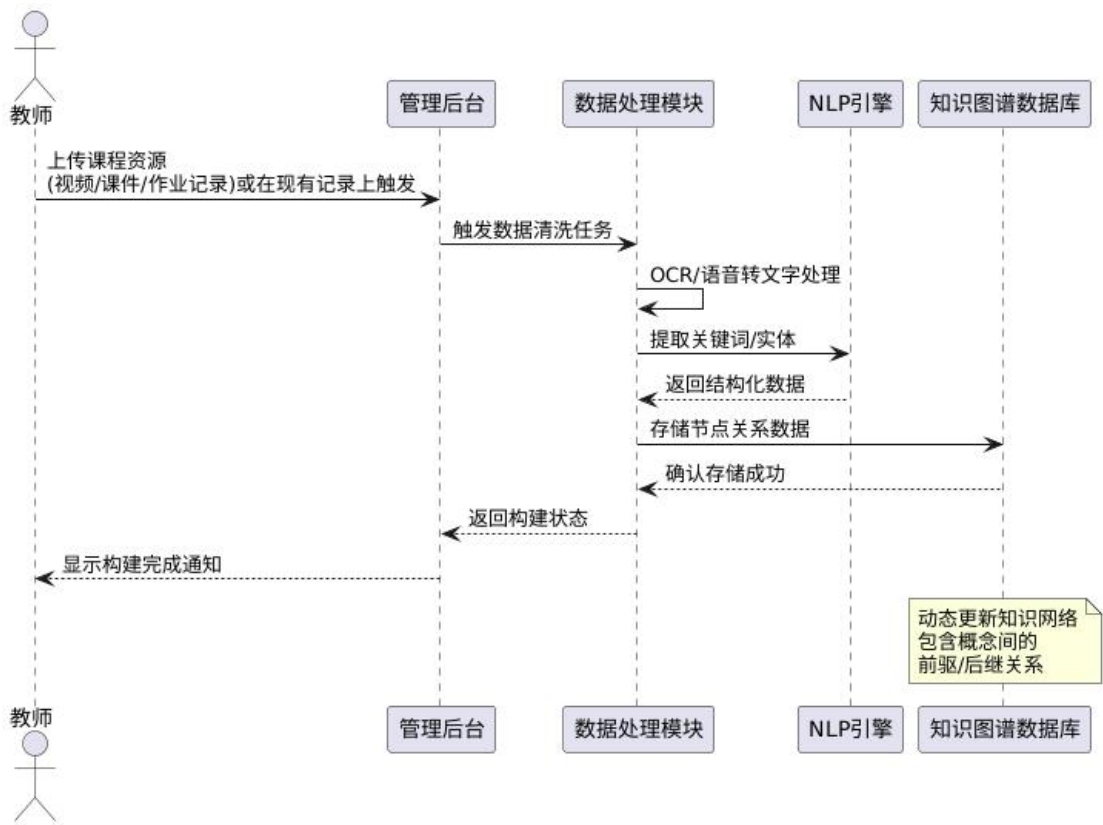 教师
管理后台
数据处理模块
NLP引擎
知识图谱数据库
上传课程资源
(视频/课件/作业记录)或在现有记录上触发
触发数据清洗任务
OCR/语音转文字处理
提取关键词/实体
返回结构化数据
存储节点关系数据
确认存储成功
返回构建状态
显示构建完成通知
动态更新知识网络
包含概念间的
前驱/后继关系
教师
管理后台
数据处理模块
NLP引擎
知识图谱数据库